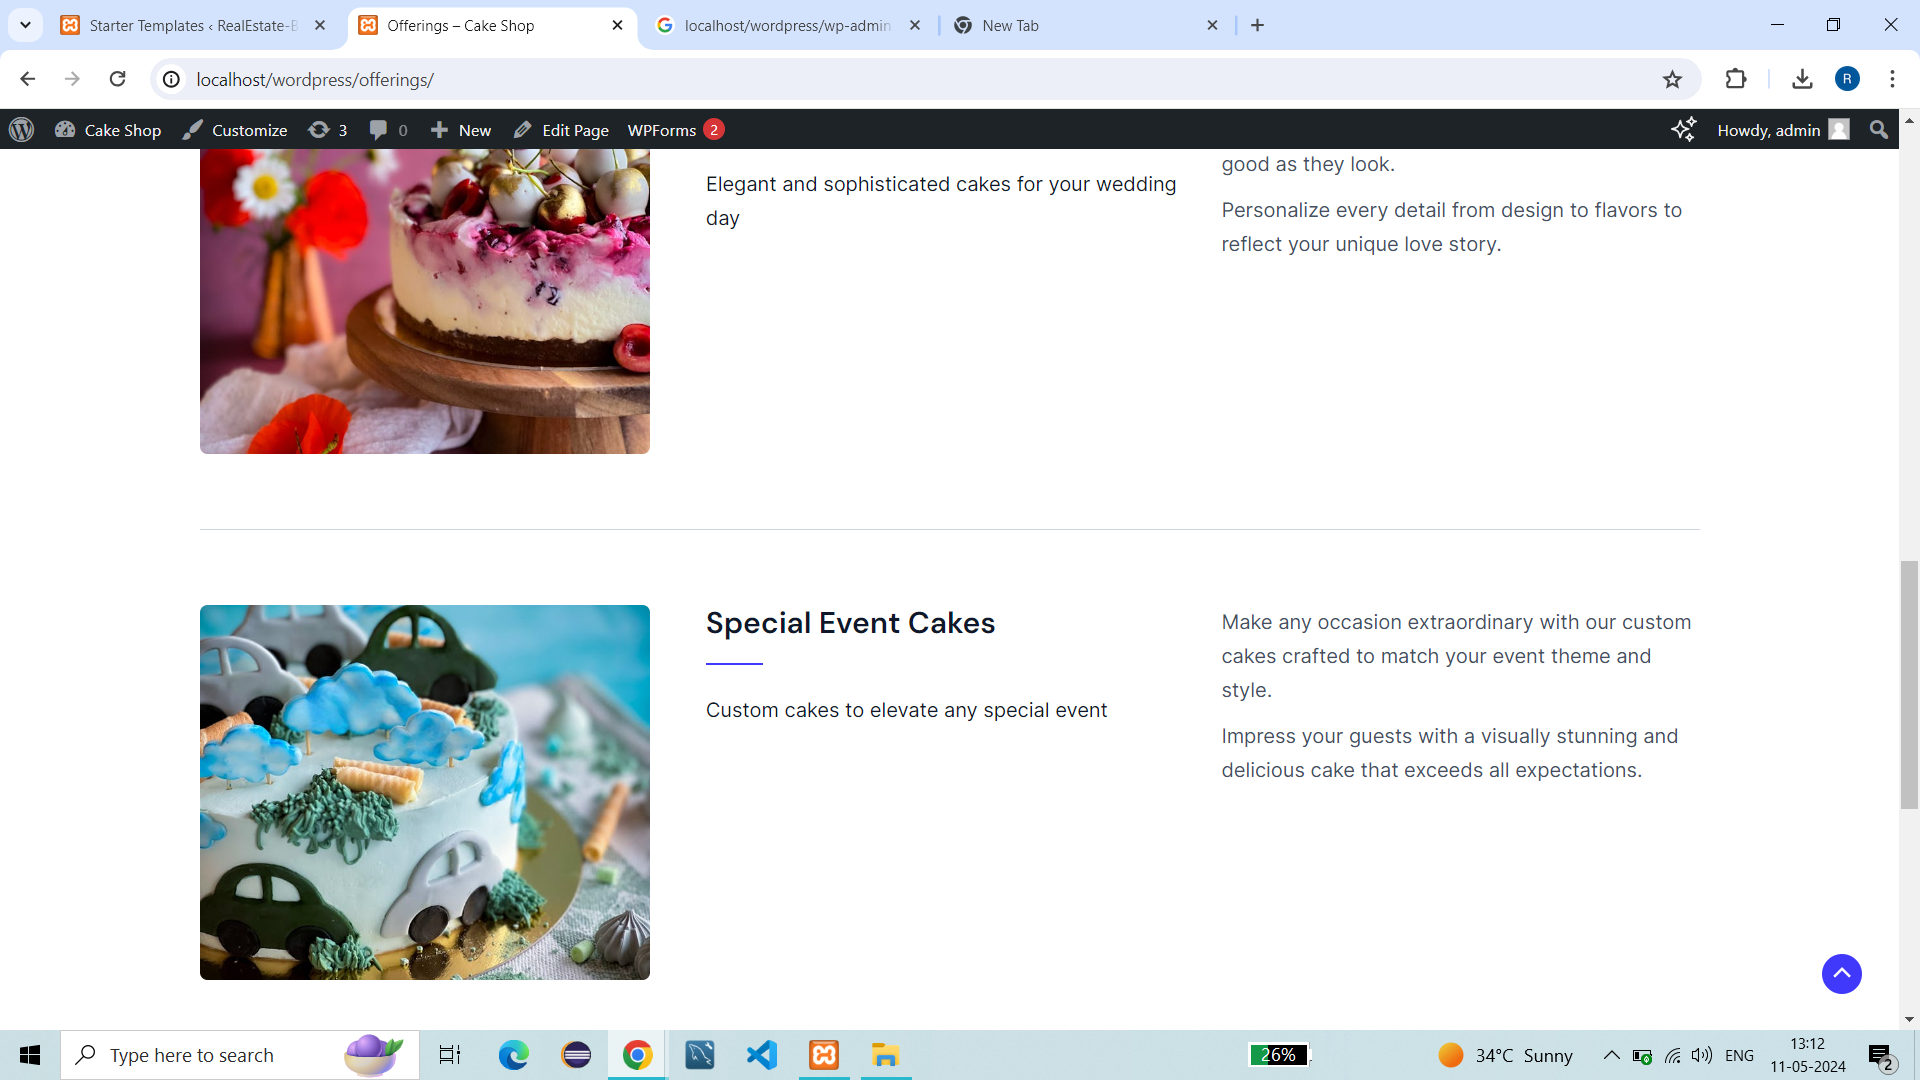 Starter Templates ‹ RealEstate-B
Offerings – Cake Shop
localhost/wordpress/wp-admin
New Tab
localhost/wordpress/offerings/
R
Cake Shop
Customize
3
0
New
Edit Page
WPForms 2
Howdy, admin
Elegant and sophisticated cakes for your wedding
day
good as they look.
Personalize every detail from design to flavors to
reflect your unique love story.
Special Event Cakes
Custom cakes to elevate any special event
Make any occasion extraordinary with our custom
cakes crafted to match your event theme and
style.
Impress your guests with a visually stunning and
delicious cake that exceeds all expectations.
Type here to search
26%
34°C Sunny
ENG
13:12
11-05-2024
2